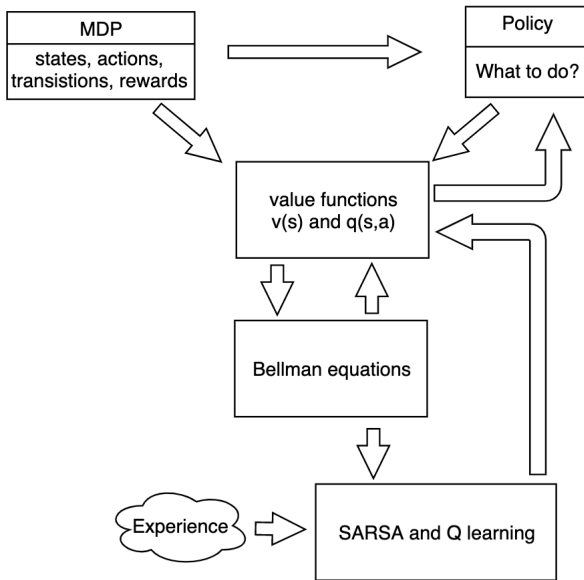 MDP
states, actions,
transistions, rewards
Policy
What to do?
value functions
v(s) and q(s,a)
Bellman equations
Experience
SARSA and Q learning